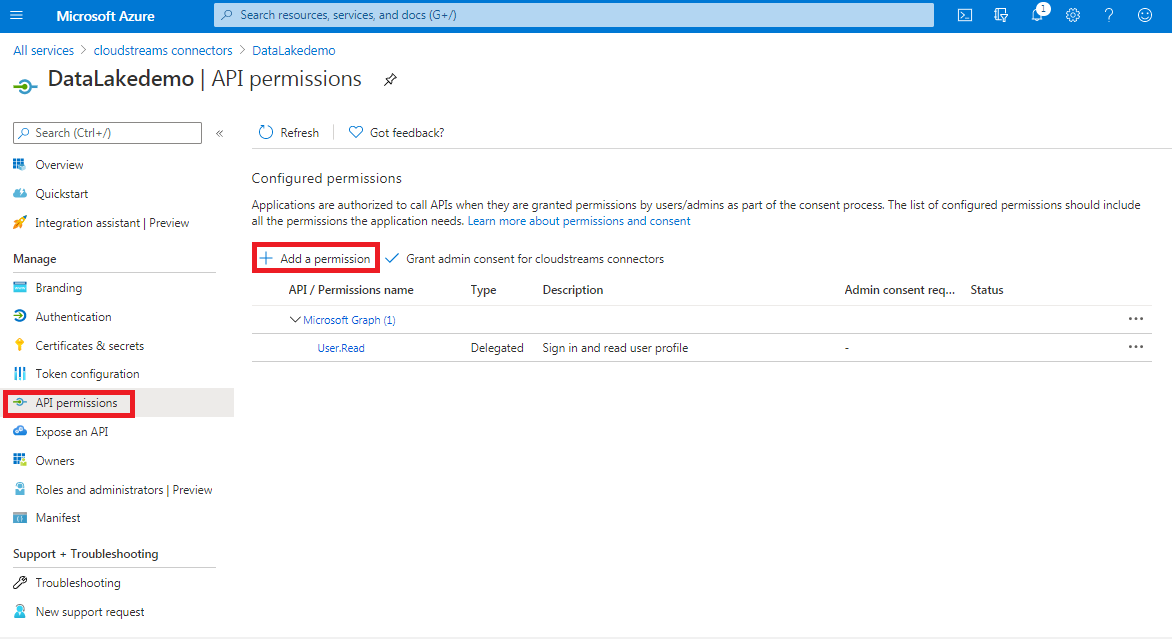 Microsoft Azure
Search resources, services, and docs (G+/)
1
All services > cloudstreams connectors > DataLakedemo
DataLakedemo | API permissions
Search (Ctrl+/)
«
Overview
Quickstart
Integration assistant | Preview
Manage
Branding
Authentication
Certificates & secrets
Token configuration
API permissions
Expose an API
Owners
Roles and administrators | Preview
Manifest
Support + Troubleshooting
Troubleshooting
New support request
Refresh
Got feedback?
Configured permissions
Applications are authorized to call APIs when they are granted permissions by users/admins as part of the consent process. The list of configured permissions should include
all the permissions the application needs. Learn more about permissions and consent
Add a permission
Grant admin consent for cloudstreams connectors
API / Permissions name Type Description Admin consent req... Status
Microsoft Graph (1) ...
User.Read Delegated Sign in and read user profile - ...